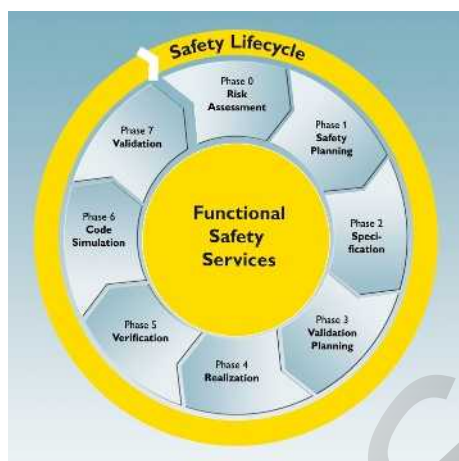 Safety Lifecycle
Phase 0
Risk
Assessment
Phase 1
Safety
Planning
Phase 2
Speci-
fication
Phase 3
Validation
Planning
Phase 4
Realization
Phase 5
Verification
Phase 6
Code
Simulation
Phase 7
Validation
Functional
Safety
Services